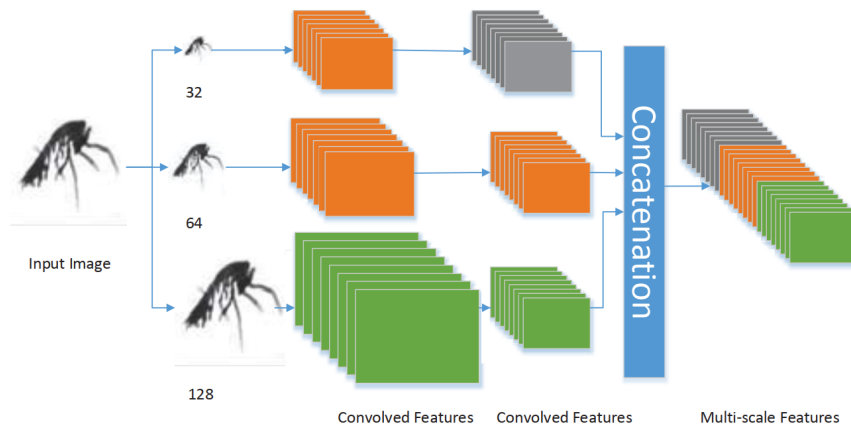 32
64
Input Image
128
Concatenation
Convolved Features
Convolved Features
Multi-scale Features